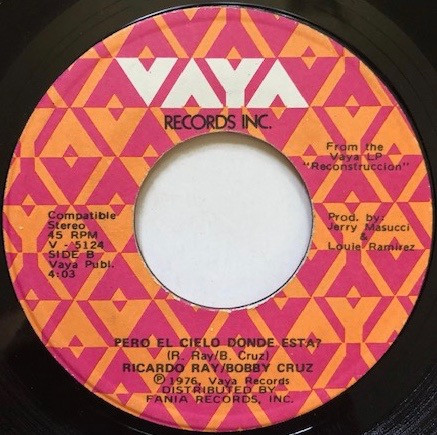 VAYA
RECORDS INC.
From the
Vaya LP
"Reconstruccion"
Compatible
Stereo
45 RPM
V - 5124
SIDE B
Vaya Publ.
4:03
Prod. by:
Jerry Masucci
&
Louie Ramirez
PERO EL CIELO DONDE ESTA?
(R. Ray/B. Cruz)
RICARDO RAY/BOBBY CRUZ
Ⓟ 1976, Vaya Records
DISTRIBUTED BY
FANIA RECORDS, INC.